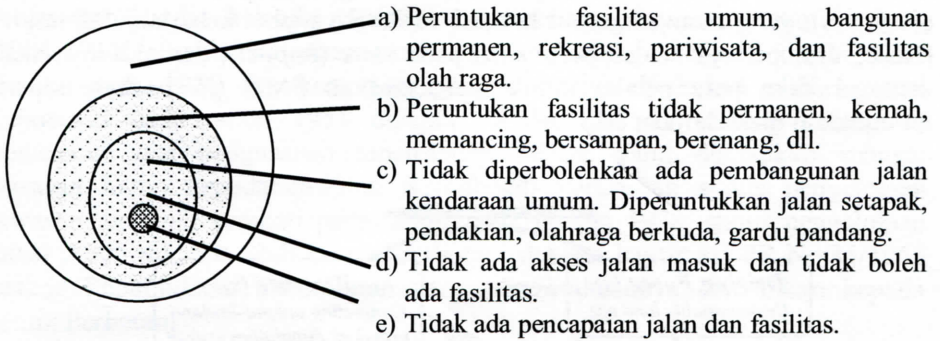 a) Peruntukan fasilitas umum, bangunan
permanen, rekreasi, pariwisata, dan fasilitas
olah raga.
b) Peruntukan fasilitas tidak permanen, kemah,
memancing, bersampan, berenang, dll.
c) Tidak diperbolehkan ada pembangunan jalan
kendaraan umum. Diperuntukkan jalan setapak,
pendakian, olahraga berkuda, gardu pandang.
d) Tidak ada akses jalan masuk dan tidak boleh
ada fasilitas.
e) Tidak ada pencapaian jalan dan fasilitas.